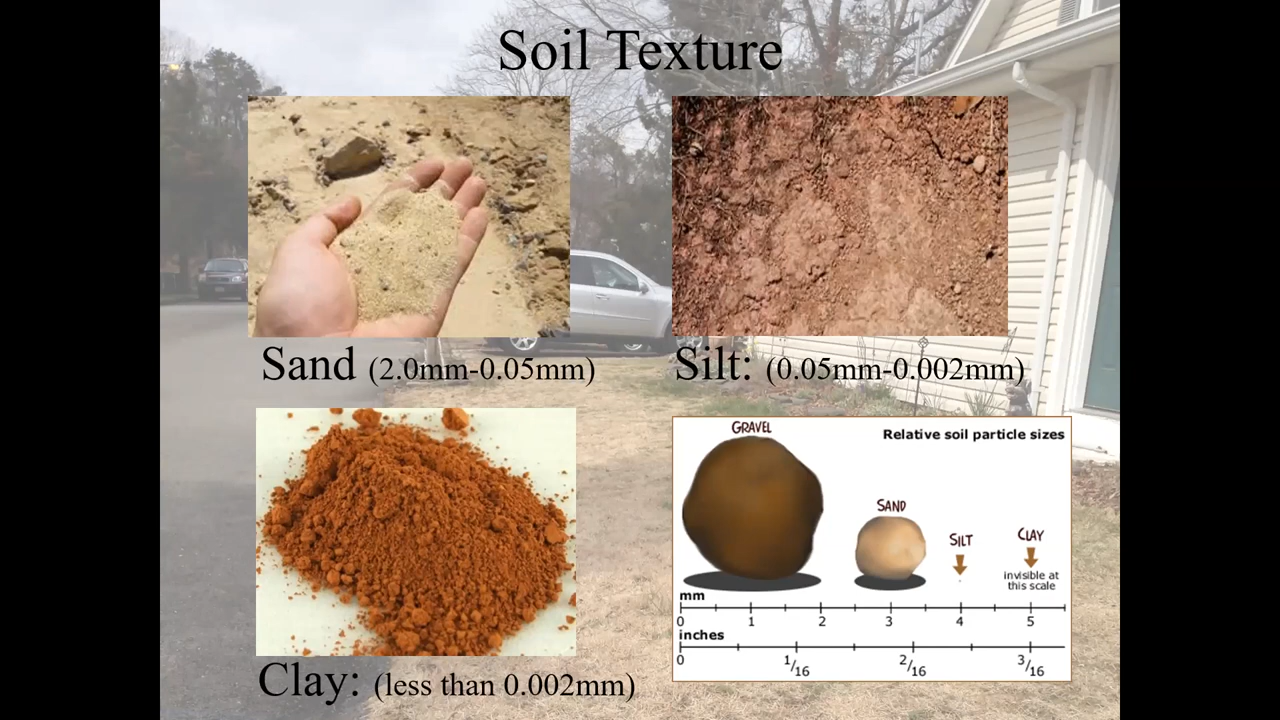 Soil Texture
Sand (2.0mm-0.05mm)
Silt: (0.05mm-0.002mm)
Clay: (less than 0.002mm)
Relative soil particle sizes
GRAVEL
SAND
SILT
CLAY
invisible at
this scale
mm
0 1 2 3 4 5
inches
0 1/16 2/16 3/16